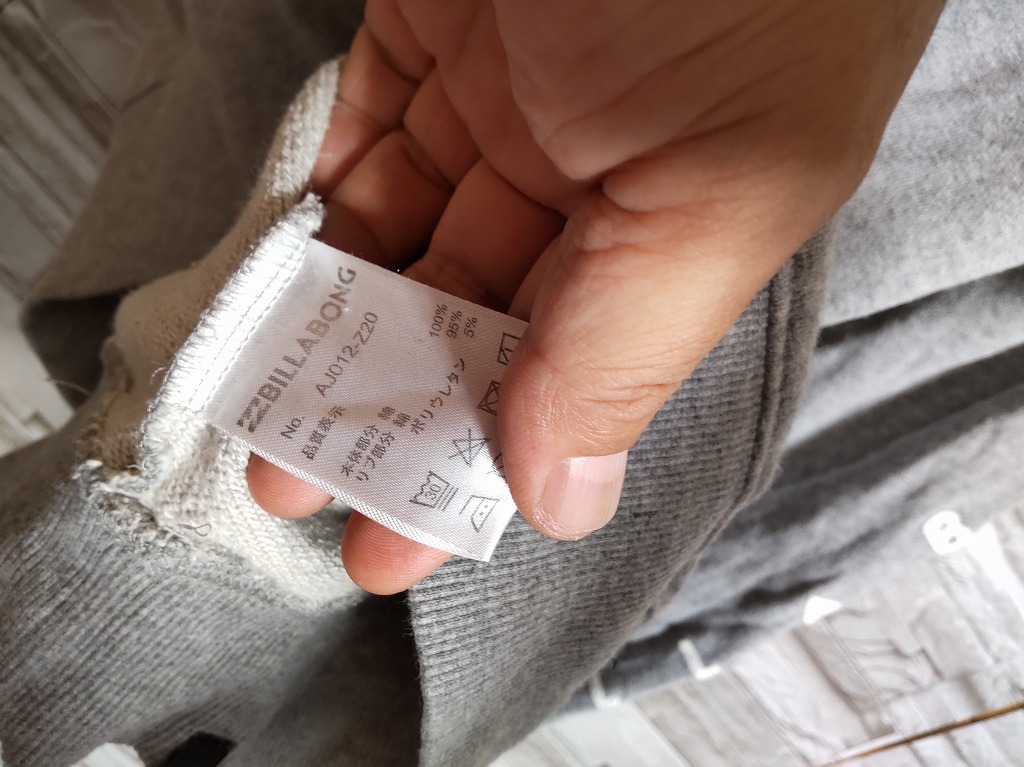 BILLABONG
No. AJ012-Z20
品質表示
本体部分 綿 100%
リブ部分 綿 95%
ポリウレタン 5%
30
B